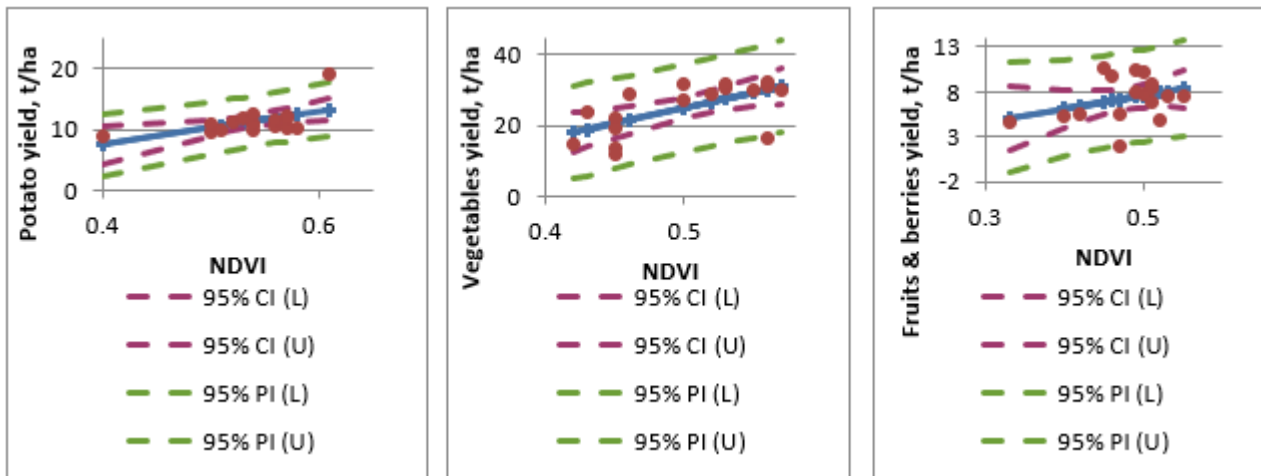 Potato yield, t/ha
20
10
0
0.4
0.6
NDVI
95% CI (L)
95% CI (U)
95% PI (L)
95% PI (U)
Vegetables yield, t/ha
40
20
0
0.4
0.5
NDVI
95% CI (L)
95% CI (U)
95% PI (L)
95% PI (U)
Fruits & berries yield, t/ha
13
8
3
-2
0.3
0.5
NDVI
95% CI (L)
95% CI (U)
95% PI (L)
95% PI (U)